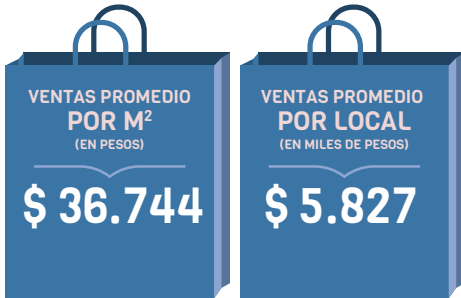 VENTAS PROMEDIO
POR M²
(EN PESOS)
$ 36.744
VENTAS PROMEDIO
POR LOCAL
(EN MILES DE PESOS)
$ 5.827